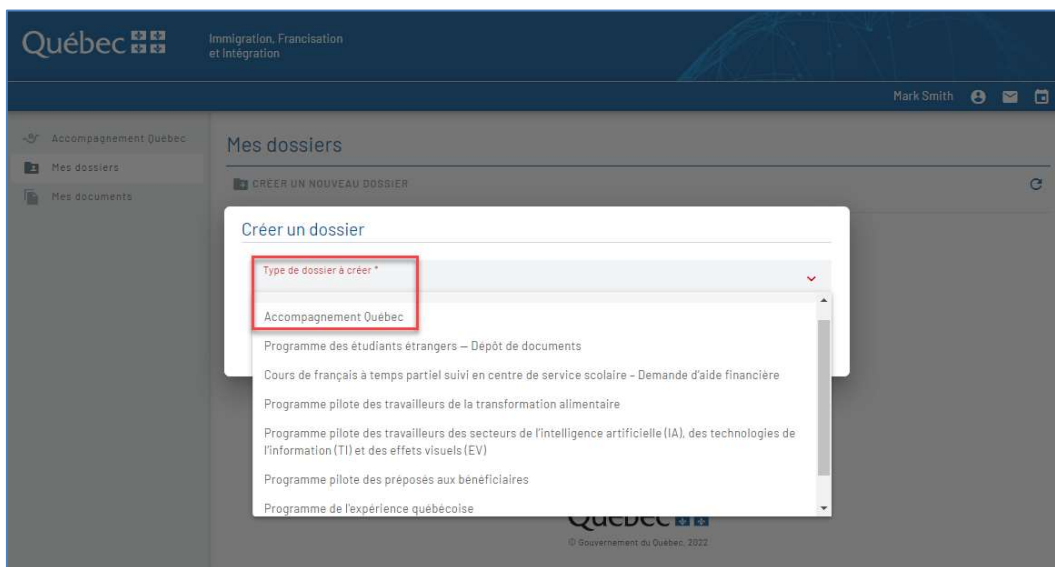 Québec
Immigration, Francisation
et Intégration
Mark Smith
Accompagnement Québec
Mes dossiers
Mes documents
Mes dossiers
CRÉER UN NOUVEAU DOSSIER
Créer un dossier
Type de dossier à créer *
Accompagnement Québec
Programme des étudiants étrangers – Dépôt de documents
Cours de français à temps partiel suivi en centre de service scolaire – Demande d'aide financière
Programme pilote des travailleurs de la transformation alimentaire
Programme pilote des travailleurs des secteurs de l'intelligence artificielle (IA), des technologies de
l'information (TI) et des effets visuels (EV)
Programme pilote des préposés aux bénéficiaires
Programme de l'expérience québécoise
Québec
© Gouvernement du Québec, 2022